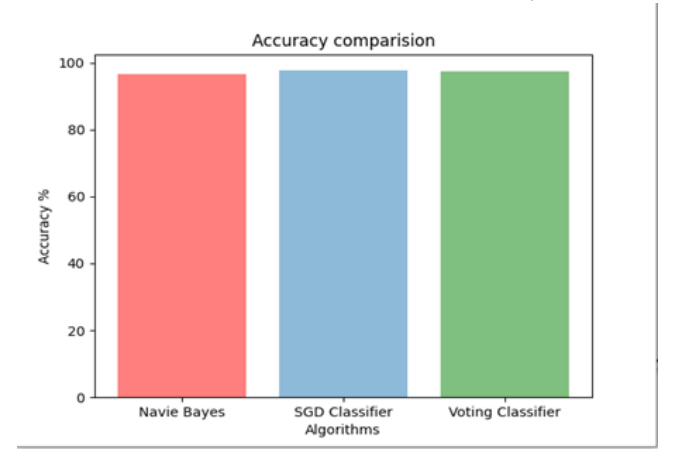 Accuracy comparision
100
80
60
40
20
0
Accuracy %
Navie Bayes
SGD Classifier
Voting Classifier
Algorithms